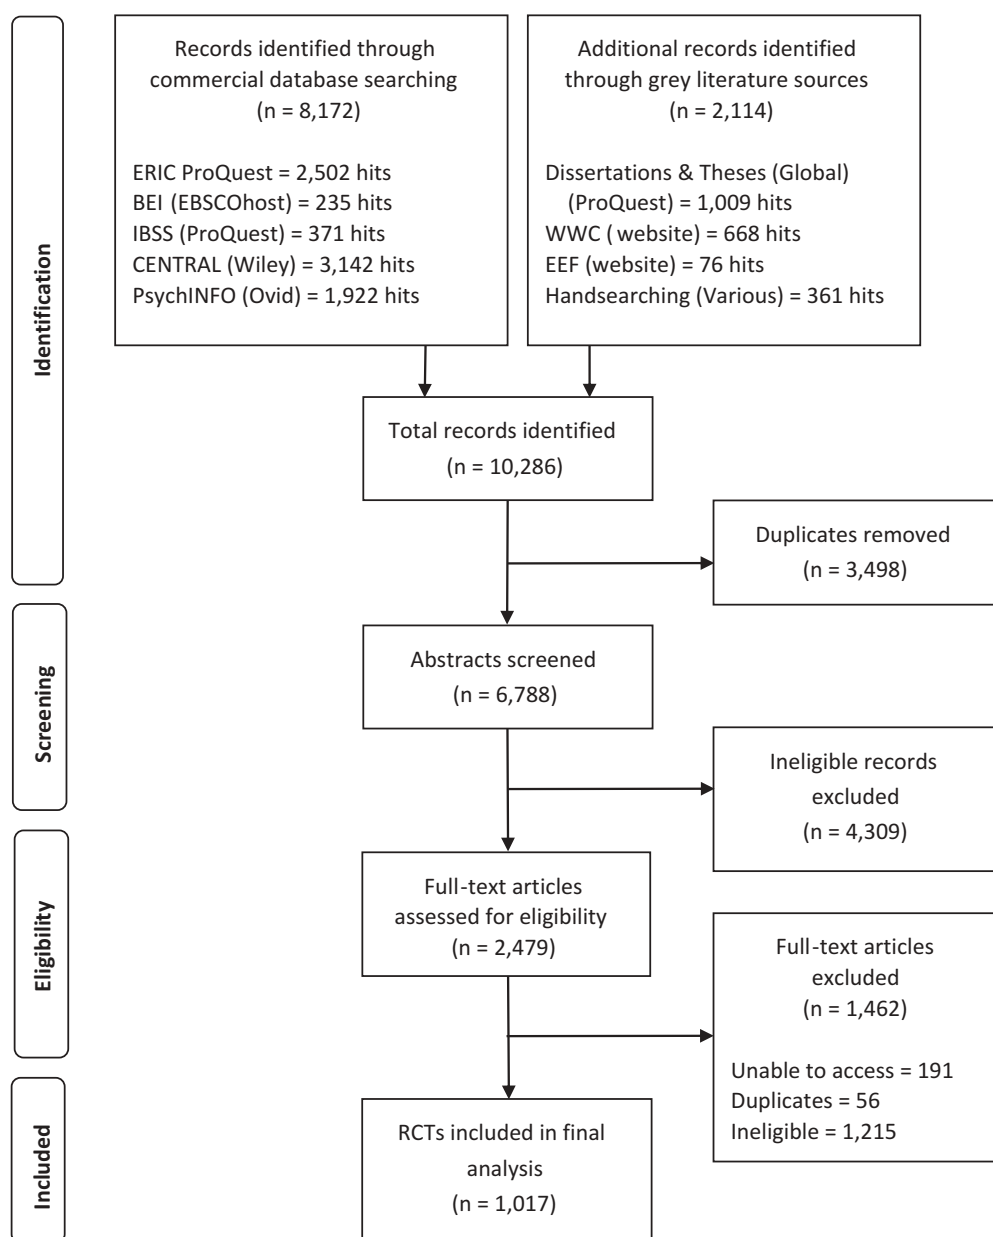 Identification
Records identified through
commercial database searching
(n = 8,172)
ERIC ProQuest = 2,502 hits
BEI (EBSCOhost) = 235 hits
IBSS (ProQuest) = 371 hits
CENTRAL (Wiley) = 3,142 hits
PsychINFO (Ovid) = 1,922 hits
Additional records identified
through grey literature sources
(n = 2,114)
Dissertations & Theses (Global)
(ProQuest) = 1,009 hits
WWC ( website) = 668 hits
EEF (website) = 76 hits
Handsearching (Various) = 361 hits
Total records identified
(n = 10,286)
Duplicates removed
(n = 3,498)
Screening
Abstracts screened
(n = 6,788)
Ineligible records
excluded
(n = 4,309)
Eligibility
Full-text articles
assessed for eligibility
(n = 2,479)
Full-text articles
excluded
(n = 1,462)
Unable to access = 191
Duplicates = 56
Ineligible = 1,215
Included
RCTs included in final
analysis
(n = 1,017)